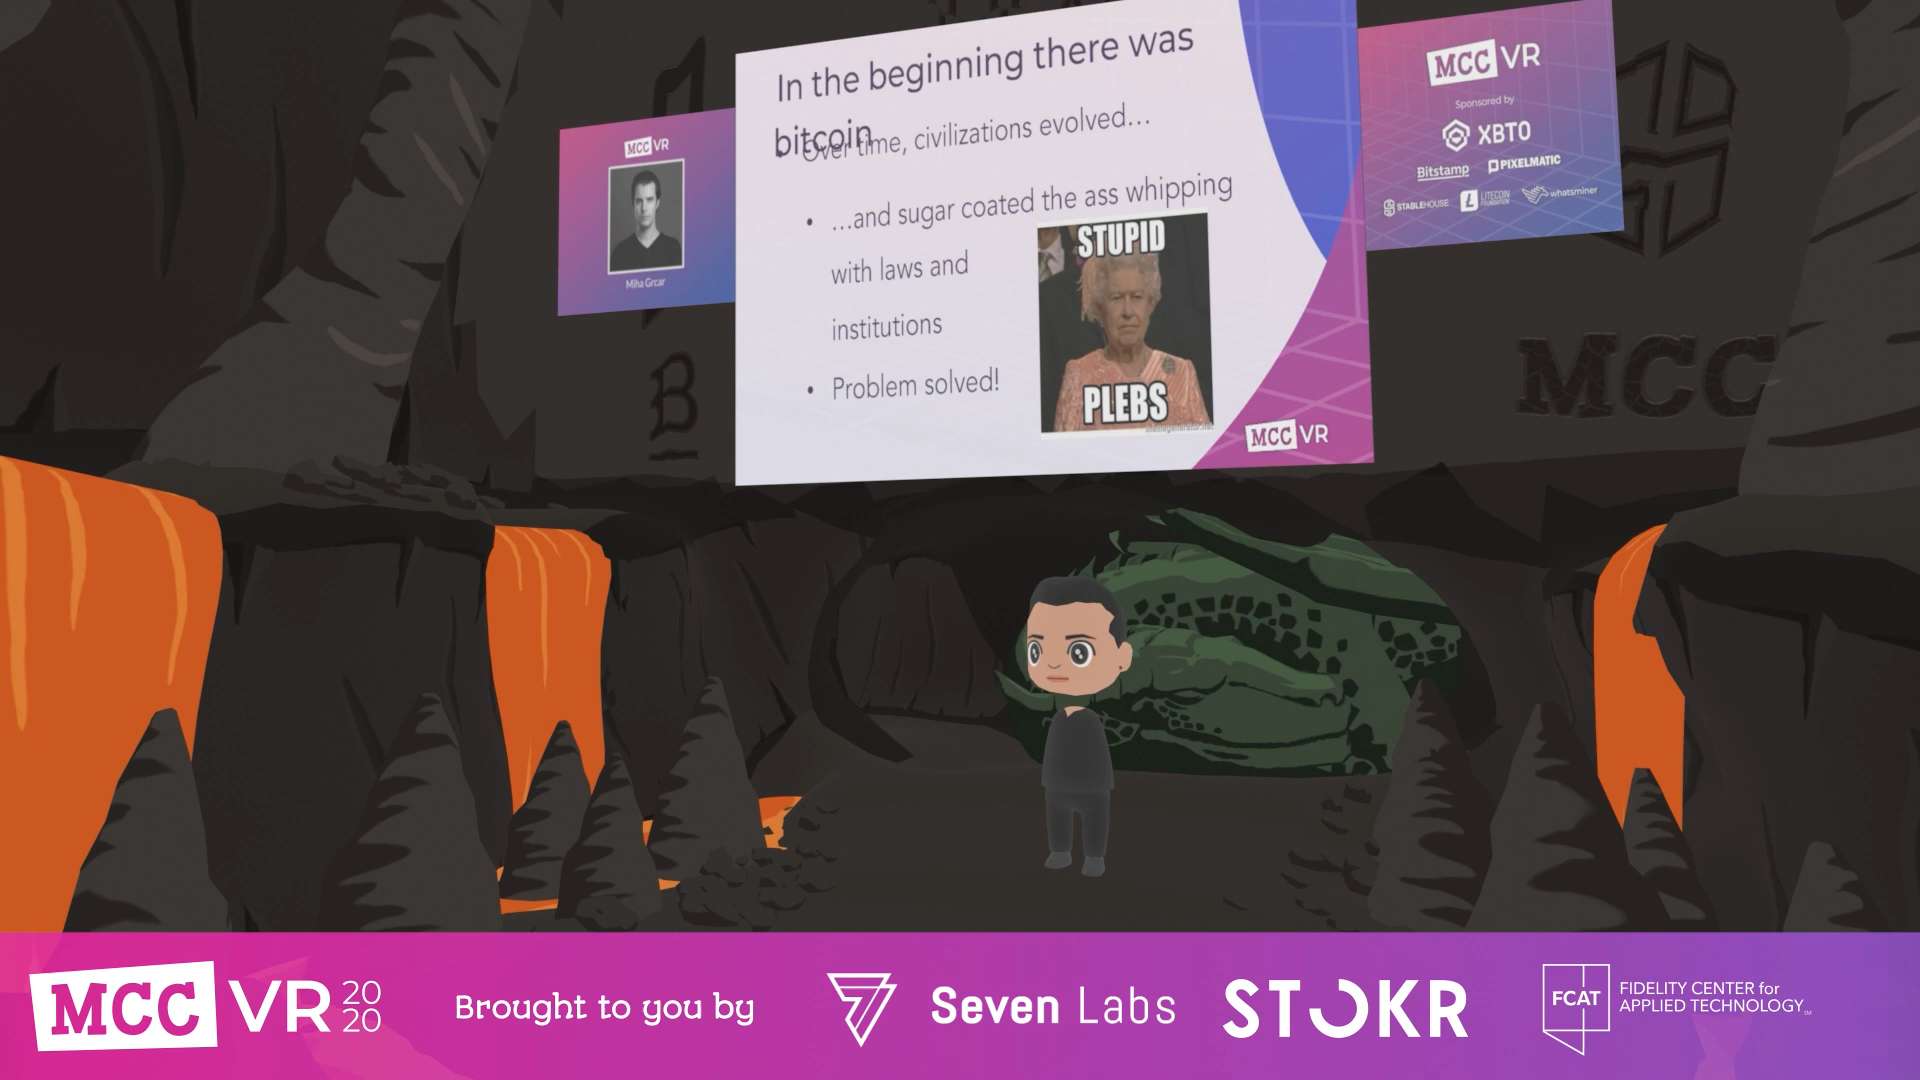 MCC VR
Miha Grcar
In the beginning there was
bitcoin
• Over time, civilizations evolved...
• ...and sugar coated the ass whipping
with laws and
institutions
• Problem solved!
STUPID
PLEBS
MCC VR
MCC VR
Sponsored by
XBTO
Bitstamp PIXELMATIC
STABLEHOUSE LITECOIN FOUNDATION whatsminer
B
MCC
MCC VR 20
20
Brought to you by
Seven Labs
STOKR
FCAT
FIDELITY CENTER for
APPLIED TECHNOLOGY